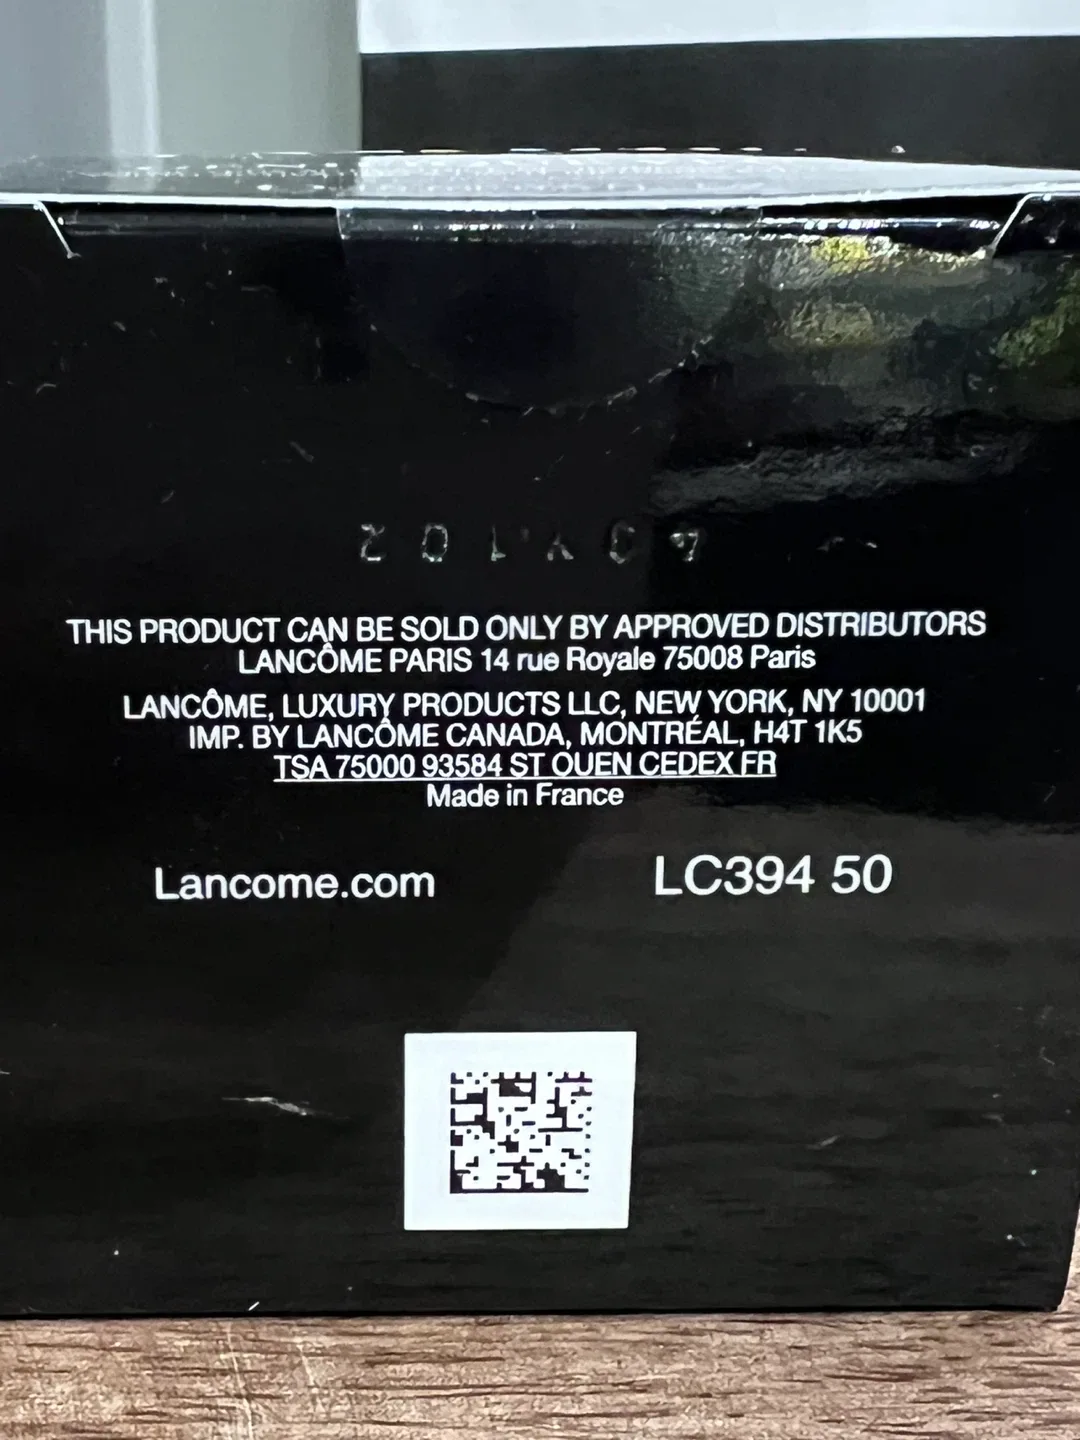 THIS PRODUCT CAN BE SOLD ONLY BY APPROVED DISTRIBUTORS
LANCÔME PARIS 14 rue Royale 75008 Paris
LANCÔME, LUXURY PRODUCTS LLC, NEW YORK, NY 10001
IMP. BY LANCÔME CANADA, MONTRÉAL, H4T 1K5
TSA 75000 93584 ST OUEN CEDEX FR
Made in France
Lancome.com LC394 50